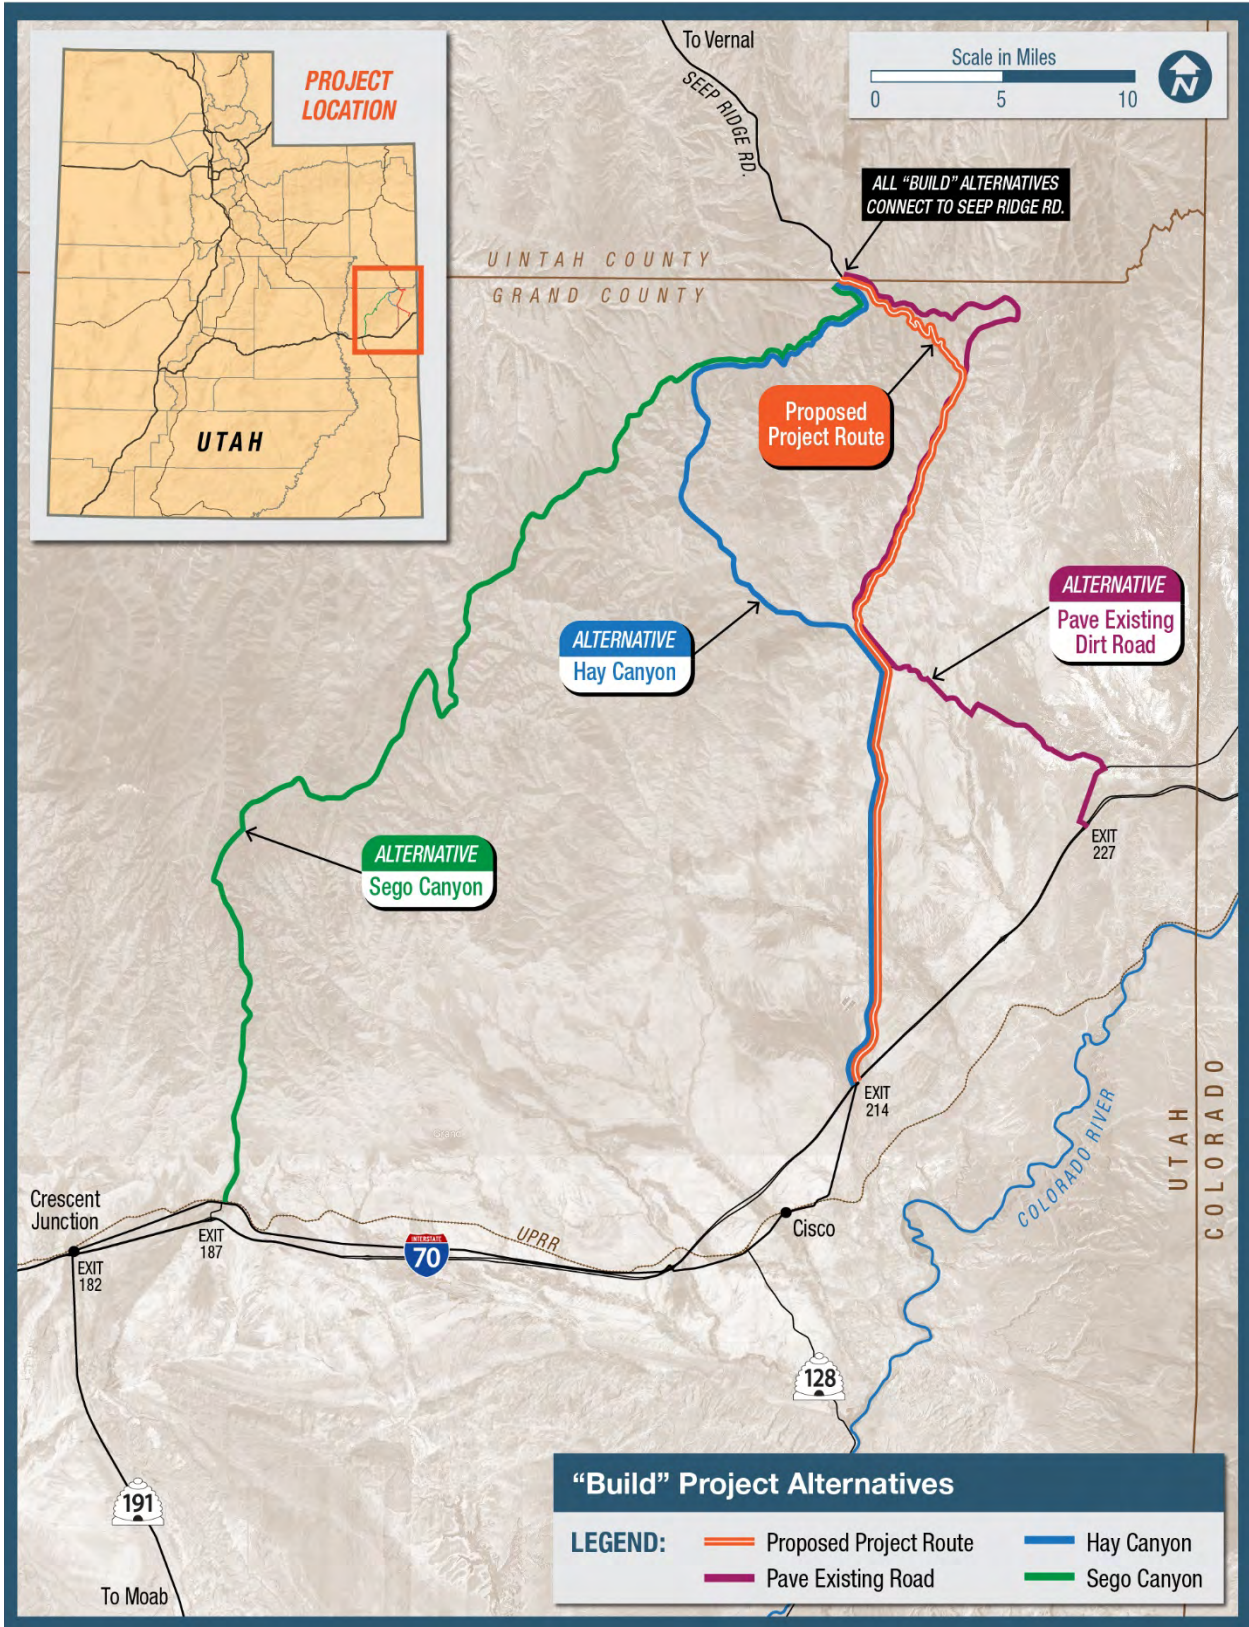 PROJECT
LOCATION
UTAH
To Vernal
SEEP RIDGE RD.
Scale in Miles
0 5 10
N
ALL “BUILD” ALTERNATIVES
CONNECT TO SEEP RIDGE RD.
UINTAH COUNTY
GRAND COUNTY
Proposed
Project Route
ALTERNATIVE
Pave Existing
Dirt Road
ALTERNATIVE
Hay Canyon
ALTERNATIVE
Sego Canyon
EXIT
227
EXIT
214
UTAH
COLORADO
COLORADO RIVER
Grand
Crescent
Junction
EXIT
187
EXIT
182
UPRR
INTERSTATE
70
Cisco
128
191
To Moab
“Build” Project Alternatives
LEGEND:
Proposed Project Route
Hay Canyon
Pave Existing Road
Sego Canyon